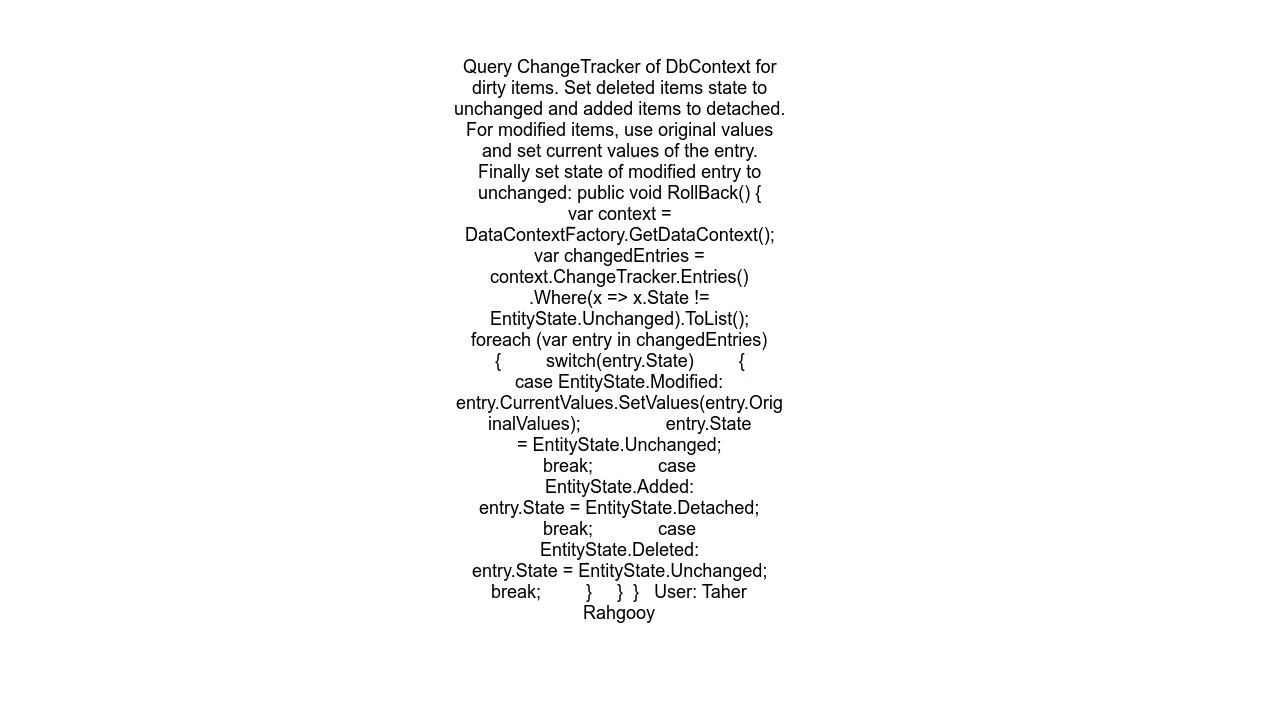 Query ChangeTracker of DbContext for
dirty items. Set deleted items state to
unchanged and added items to detached.
For modified items, use original values
and set current values of the entry.
Finally set state of modified entry to
unchanged: public void RollBack() {
var context =
DataContextFactory.GetDataContext();
var changedEntries =
context.ChangeTracker.Entries()
.Where(x => x.State !=
EntityState.Unchanged).ToList();
foreach (var entry in changedEntries)
{ switch(entry.State) {
case EntityState.Modified:
entry.CurrentValues.SetValues(entry.Orig
inalValues); entry.State
= EntityState.Unchanged;
break; case
EntityState.Added:
entry.State = EntityState.Detached;
break; case
EntityState.Deleted:
entry.State = EntityState.Unchanged;
break; } } } User: Taher
Rahgooy